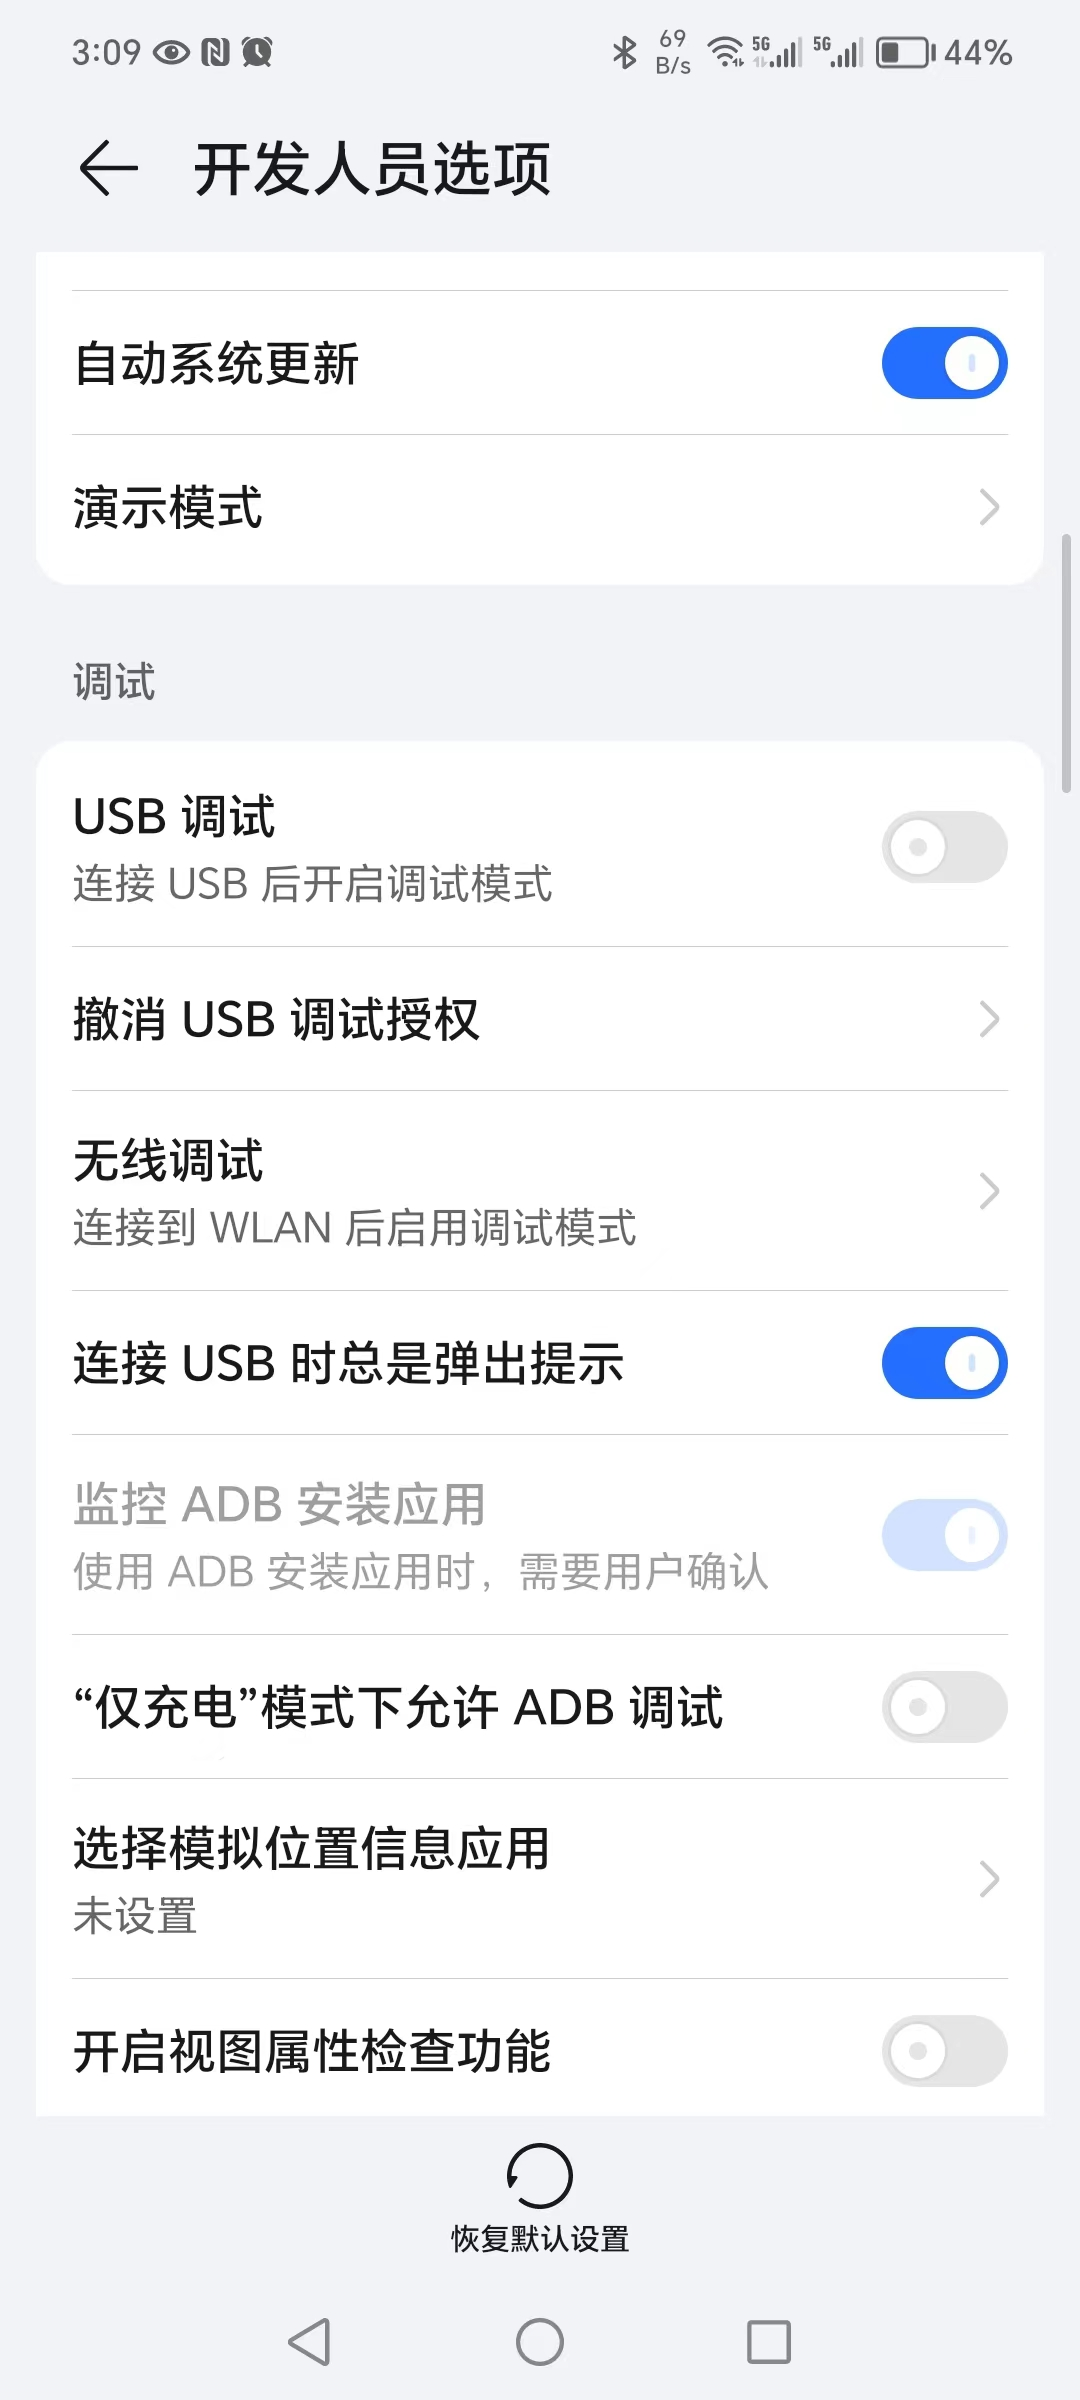 3:09 69 B/s 5G 5G 44%
开发人员选项
自动系统更新
演示模式
调试
USB 调试
连接 USB 后开启调试模式
撤消 USB 调试授权
无线调试
连接到 WLAN 后启用调试模式
连接 USB 时总是弹出提示
监控 ADB 安装应用
使用 ADB 安装应用时，需要用户确认
“仅充电”模式下允许 ADB 调试
选择模拟位置信息应用
未设置
开启视图属性检查功能
恢复默认设置